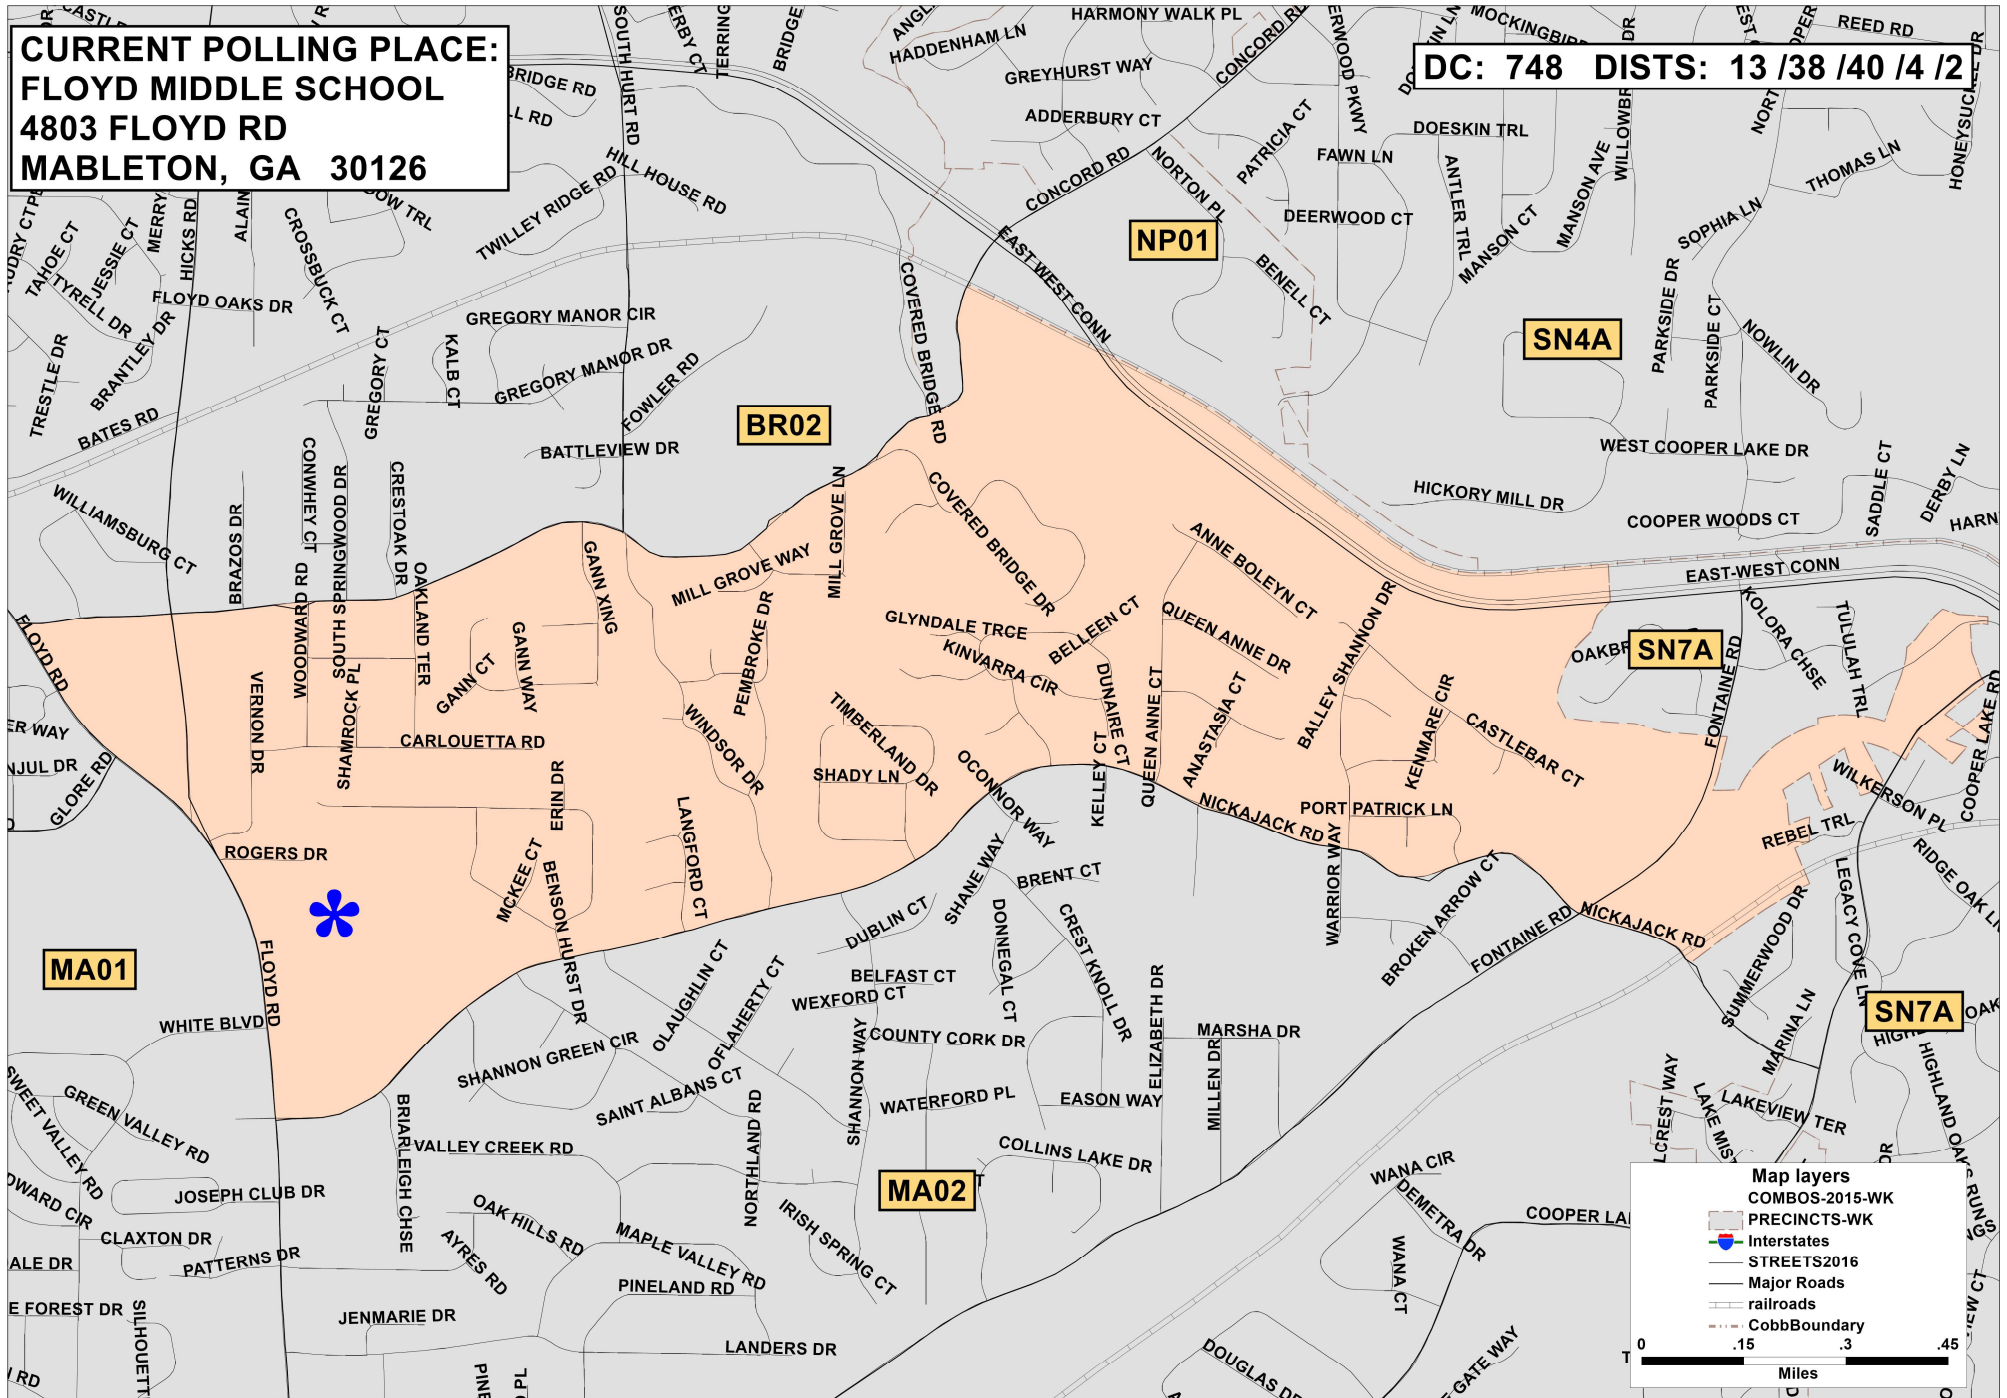 CURRENT POLLING PLACE:
FLOYD MIDDLE SCHOOL
4803 FLOYD RD
MABLETON, GA 30126
DC: 748 DISTS: 13 /38 /40 /4 /2
SOUTH HURT RD
HARMONY WALK PL
CONCORD RD
REED RD
HADDENHAM LN
GREYHURST WAY
ADDERBURY CT
PATRICIA CT
DOESKIN TRL
FAWN LN
ANTLER TRL
MANSON AVE
THOMAS LN
HILL HOUSE RD
TWILLEY RIDGE RD
CONCORD RD
NORTON PL
DEERWOOD CT
MANSON CT
SOPHIA LN
TAHOE CT
JESSIE CT
HICKS RD
CROSSBUCK CT
TYRELL DR
FLOYD OAKS DR
BRANTLEY DR
TRESTLE DR
BATES RD
GREGORY CT
KALB CT
GREGORY MANOR CIR
GREGORY MANOR DR
FOWLER RD
BATTLEVIEW DR
COVERED BRIDGE RD
EAST WEST CONN
NP01
BENELL CT
SN4A
PARKSIDE DR
PARKSIDE CT
NOWLIN DR
BR02
WEST COOPER LAKE DR
HICKORY MILL DR
COOPER WOODS CT
SADDLE CT
DERBY LN
EAST-WEST CONN
WILLIAMSBURG CT
BRAZOS DR
CONWHEY CT
SOUTH SPRINGWOOD DR
CRESTOAK DR
WOODWARD RD
OAKLAND TER
GANN XING
MILL GROVE WAY
MILL GROVE LN
COVERED BRIDGE DR
ANNE BOLEYN CT
BALLEY SHANNON DR
QUEEN ANNE DR
BELLEEN CT
GLYNDALE TRCE
KINVARRA CIR
DUNAIRE CT
QUEEN ANNE CT
ANASTASIA CT
KENMARE CIR
CASTLEBAR CT
SN7A
FONTAINE RD
KOLORA CHSE
TULULAH TRL
COOPER LAKE RD
FLOYD RD
GLORE RD
VERNON DR
SHAMROCK PL
GANN CT
GANN WAY
CARLOUETTA RD
PEMBROKE DR
WINDSOR DR
TIMBERLAND DR
SHADY LN
OCONNOR WAY
KELLEY CT
NICKAJACK RD
PORT PATRICK LN
WARRIOR WAY
WILKERSON PL
REBEL TRL
ROGERS DR
ERIN DR
MCKEE CT
BENSON HURST DR
LANGFORD CT
SHANE WAY
BRENT CT
BROKEN ARROW CT
FONTAINE RD
NICKAJACK RD
SUMMERWOOD DR
LEGACY COVE LN
MA01
FLOYD RD
WHITE BLVD
DUBLIN CT
BELFAST CT
WEXFORD CT
DONNEGAL CT
CREST KNOLL DR
OLAUGHLIN CT
OFLAHERTY CT
COUNTY CORK DR
ELIZABETH DR
MARSHA DR
MILLEN DR
MARINA LN
SN7A
SHANNON GREEN CIR
SAINT ALBANS CT
SHANNON WAY
WATERFORD PL
EASON WAY
LAKEVIEW TER
SWEET VALLEY RD
GREEN VALLEY RD
BRIARLEIGH CHSE
VALLEY CREEK RD
NORTHLAND RD
COLLINS LAKE DR
MA02
JOSEPH CLUB DR
CLAXTON DR
PATTERNS DR
OAK HILLS RD
AYRES RD
MAPLE VALLEY RD
IRISH SPRING CT
PINELAND RD
JENMARIE DR
LANDERS DR
WANA CIR
DEMETRA DR
WANA CT
Map layers
COMBOS-2015-WK
PRECINCTS-WK
Interstates
STREETS2016
Major Roads
railroads
CobbBoundary
0 .15 .3 .45
Miles